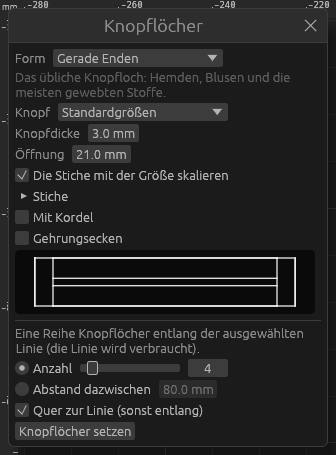 mm -280 -260 -240 -220
Knopflöcher
Form Gerade Enden
Das übliche Knopfloch: Hemden, Blusen und die
meisten gewebten Stoffe.
Knopf Standardgrößen
Knopfdicke 3.0 mm
Öffnung 21.0 mm
Die Stiche mit der Größe skalieren
Stiche
Mit Kordel
Gehrungsecken
Eine Reihe Knopflöcher entlang der ausgewählten
Linie (die Linie wird verbraucht).
Anzahl 4
Abstand dazwischen 80.0 mm
Quer zur Linie (sonst entlang)
Knopflöcher setzen